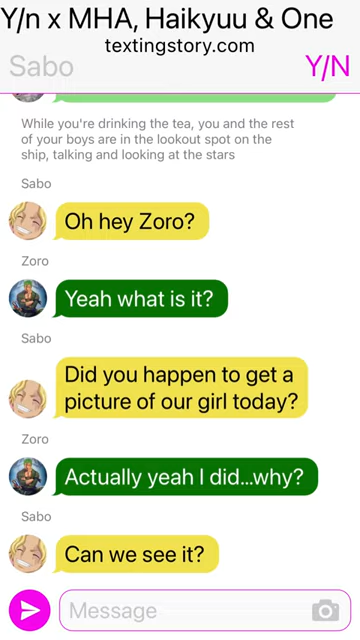 Y/n x MHA, Haikyuu & One
textingstory.com
Sabo
Y/N
While you're drinking the tea, you and the rest
of your boys are in the lookout spot on the
ship, talking and looking at the stars
Sabo
Oh hey Zoro?
Zoro
Yeah what is it?
Sabo
Did you happen to get a
picture of our girl today?
Zoro
Actually yeah I did...why?
Sabo
Can we see it?
Message